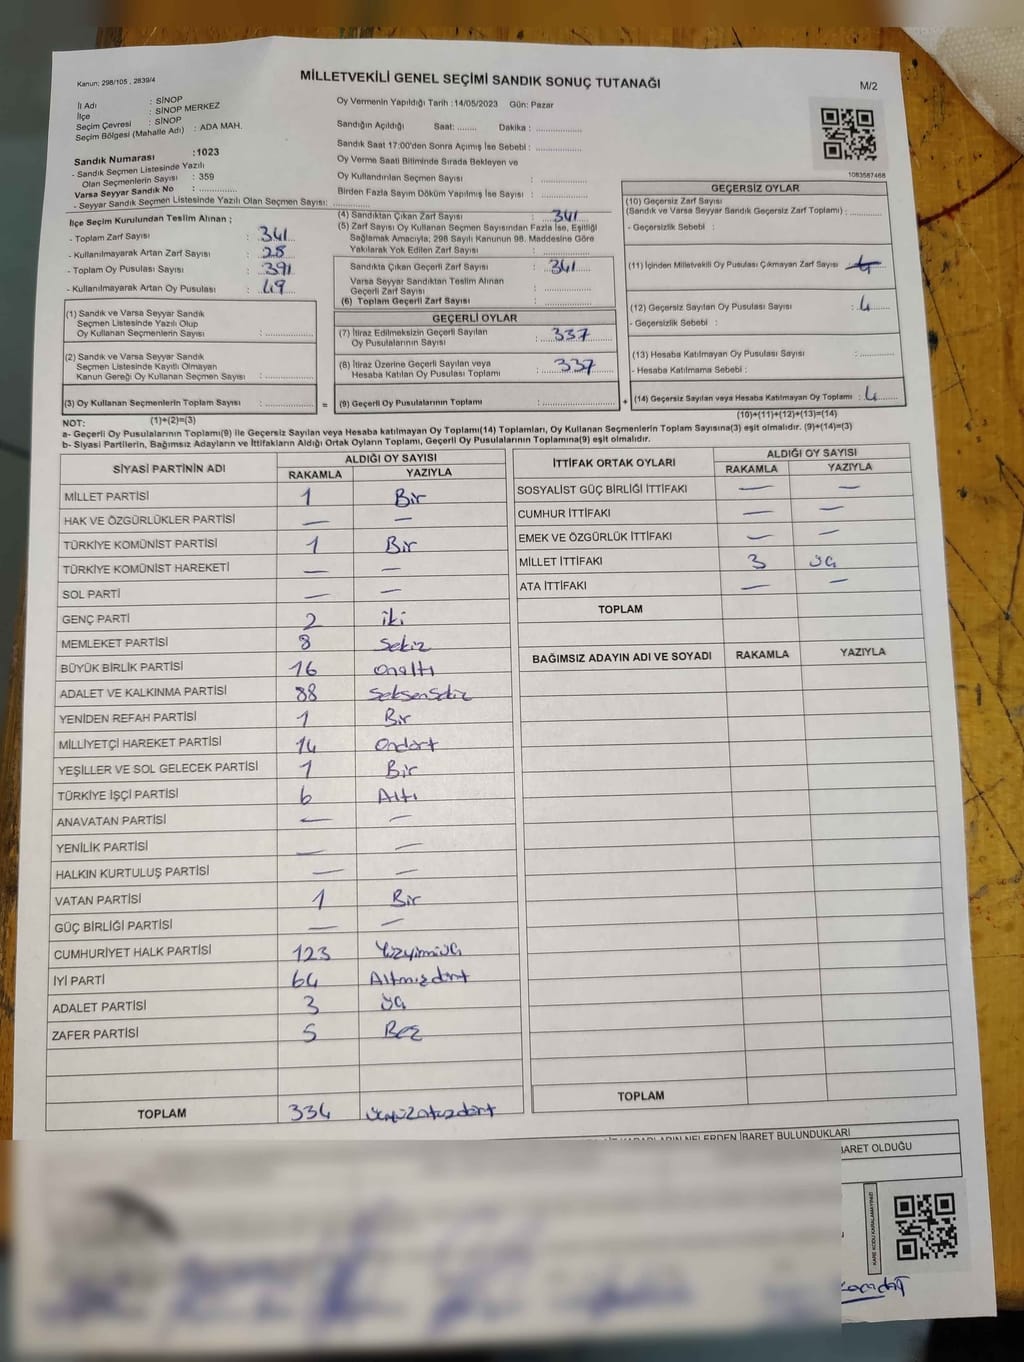 Kanun; 298/105 , 2839/4
MİLLETVEKİLİ GENEL SEÇİMİ SANDIK SONUÇ TUTANAĞI
M/2
İl Adı : SİNOP
İlçe : SİNOP MERKEZ
Seçim Çevresi : SİNOP
Seçim Bölgesi (Mahalle Adı) : ADA MAH.
Sandık Numarası :1023
- Sandık Seçmen Listesinde Yazılı
Olan Seçmenlerin Sayısı : 359
Varsa Seyyar Sandık No : ..............
- Seyyar Sandık Seçmen Listesinde Yazılı Olan Seçmen Sayısı: ..............
Oy Vermenin Yapıldığı Tarih :14/05/2023 Gün: Pazar
Sandığın Açıldığı Saat: ....... Dakika : ..............
Sandık Saat 17:00'den Sonra Açımış İse Sebebi : ..............
Oy Verme Saati Bitiminde Sırada Bekleyen ve
Oy Kullandırılan Seçmen Sayısı : ..............
Birden Fazla Sayım Döküm Yapılmış İse Sayısı : ..............
1083587468
İlçe Seçim Kurulundan Teslim Alınan ;
- Toplam Zarf Sayısı : 341
- Kullanılmayarak Artan Zarf Sayısı : 25
- Toplam Oy Pusulası Sayısı : 391
- Kullanılmayarak Artan Oy Pusulası : 49
(1) Sandık ve Varsa Seyyar Sandık
Seçmen Listesinde Yazılı Olup
Oy Kullanan Seçmenlerin Sayısı : ..............
(2) Sandık ve Varsa Seyyar Sandık
Seçmen Listesinde Kayıtlı Olmayan
Kanun Gereği Oy Kullanan Seçmen Sayısı : ..............
(3) Oy Kullanan Seçmenlerin Toplam Sayısı : ..............
=
(4) Sandıktan Çıkan Zarf Sayısı : 341
(5) Zarf Sayısı Oy Kullanan Seçmen Sayısından Fazla İse, Eşitliği
Sağlamak Amacıyla; 298 Sayılı Kanunun 98. Maddesine Göre
Yakılarak Yok Edilen Zarf Sayısı : ..............
Sandıkta Çıkan Geçerli Zarf Sayısı : 341
Varsa Seyyar Sandıktan Teslim Alınan
Geçerli Zarf Sayısı : ..............
(6) Toplam Geçerli Zarf Sayısı : ..............
GEÇERLİ OYLAR
(7) İtiraz Edilmeksizin Geçerli Sayılan
Oy Pusulalarının Sayısı : 337
(8) İtiraz Üzerine Geçerli Sayılan veya
Hesaba Katılan Oy Pusulası Toplamı : 337
(9) Geçerli Oy Pusulalarının Toplamı : ..............
+
GEÇERSİZ OYLAR
(10) Geçersiz Zarf Sayısı
(Sandık ve Varsa Seyyar Sandık Geçersiz Zarf Toplamı) : ..............
- Geçersizlik Sebebi :
(11) İçinden Milletvekili Oy Pusulası Çıkmayan Zarf Sayısı
(12) Geçersiz Sayılan Oy Pusulası Sayısı : 4
- Geçersizlik Sebebi :
(13) Hesaba Katılmayan Oy Pusulası Sayısı : ..............
- Hesaba Katılmama Sebebi :
(14) Geçersiz Sayılan veya Hesaba Katılmayan Oy Toplamı : 4
NOT: (1)+(2)=(3)
(10)+(11)+(12)+(13)=(14)
a- Geçerli Oy Pusulalarının Toplamı(9) ile Geçersiz Sayılan veya Hesaba katılmayan Oy Toplamı(14) Toplamları, Oy Kullanan Seçmenlerin Toplam Sayısına(3) eşit olmalıdır. (9)+(14)=(3)
b- Siyasi Partilerin, Bağımsız Adayların ve İttifakların Aldığı Ortak Oyların Toplamı, Geçerli Oy Pusulalarının Toplamına(9) eşit olmalıdır.
SİYASİ PARTİNİN ADI ALDIĞI OY SAYISI
RAKAMLA YAZIYLA
MİLLET PARTİSİ 1 Bir
HAK VE ÖZGÜRLÜKLER PARTİSİ — —
TÜRKİYE KOMÜNİST PARTİSİ 1 Bir
TÜRKİYE KOMÜNİST HAREKETİ — —
SOL PARTİ — —
GENÇ PARTİ 2 iki
MEMLEKET PARTİSİ 8 Sekiz
BÜYÜK BİRLİK PARTİSİ 16 onaltı
ADALET VE KALKINMA PARTİSİ 88 Seksensekiz
YENİDEN REFAH PARTİSİ 1 Bir
MİLLİYETÇİ HAREKET PARTİSİ 14 Ondört
YEŞİLLER VE SOL GELECEK PARTİSİ 1 Bir
TÜRKİYE İŞÇİ PARTİSİ 6 Altı
ANAVATAN PARTİSİ — —
YENİLİK PARTİSİ — —
HALKIN KURTULUŞ PARTİSİ — —
VATAN PARTİSİ 1 Bir
GÜÇ BİRLİĞİ PARTİSİ — —
CUMHURİYET HALK PARTİSİ 123 Yüzyirmiüç
İYİ PARTİ 64 Altmışdört
ADALET PARTİSİ 3 üç
ZAFER PARTİSİ 5 Beş
TOPLAM 334 üçyüzotuzdört
İTTİFAK ORTAK OYLARI ALDIĞI OY SAYISI
RAKAMLA YAZIYLA
SOSYALİST GÜÇ BİRLİĞİ İTTİFAKI — —
CUMHUR İTTİFAKI — —
EMEK VE ÖZGÜRLÜK İTTİFAKI — —
MİLLET İTTİFAKI 3 üç
ATA İTTİFAKI — —
TOPLAM
BAĞIMSIZ ADAYIN ADI VE SOYADI RAKAMLA YAZIYLA
TOPLAM
NELERDEN İBARET BULUNDUKLARI
İBARET OLDUĞU
KARE KODU KARALAMAYINIZ!